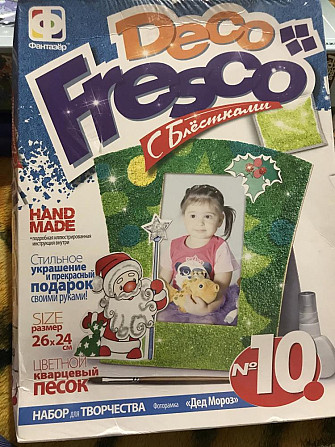 Фантазёр
Deco
Fresco
С Блёстками
HAND
MADE
*подробная иллюстрированная
инструкция внутри
Стильное
украшение
и прекрасный
подарок
своими руками!
SIZE
размер
26x24
см
ЦВЕТНОЙ
кварцевый
ПЕСОК
№10
НАБОР для ТВОРЧЕСТВА Фоторамка «Дед Мороз»